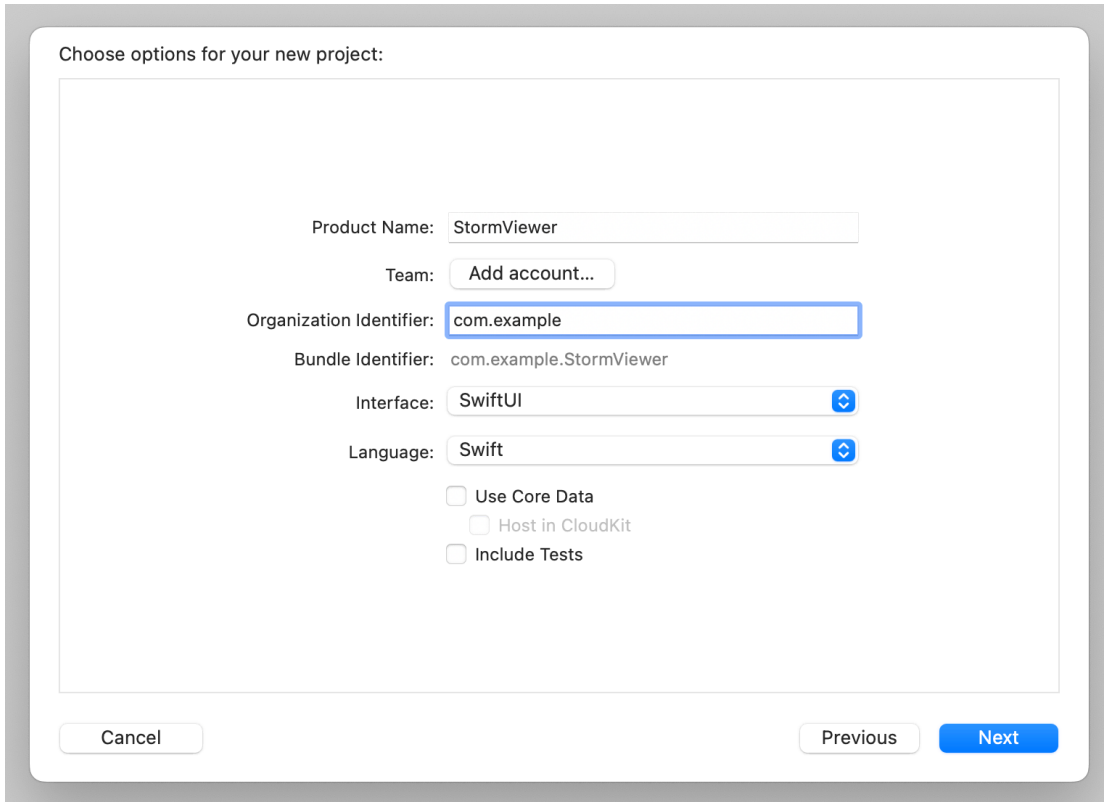 Choose options for your new project:
Product Name: StormViewer
Team: Add account...
Organization Identifier: com.example
Bundle Identifier: com.example.StormViewer
Interface: SwiftUI
Language: Swift
Use Core Data
Host in CloudKit
Include Tests
Cancel Previous Next